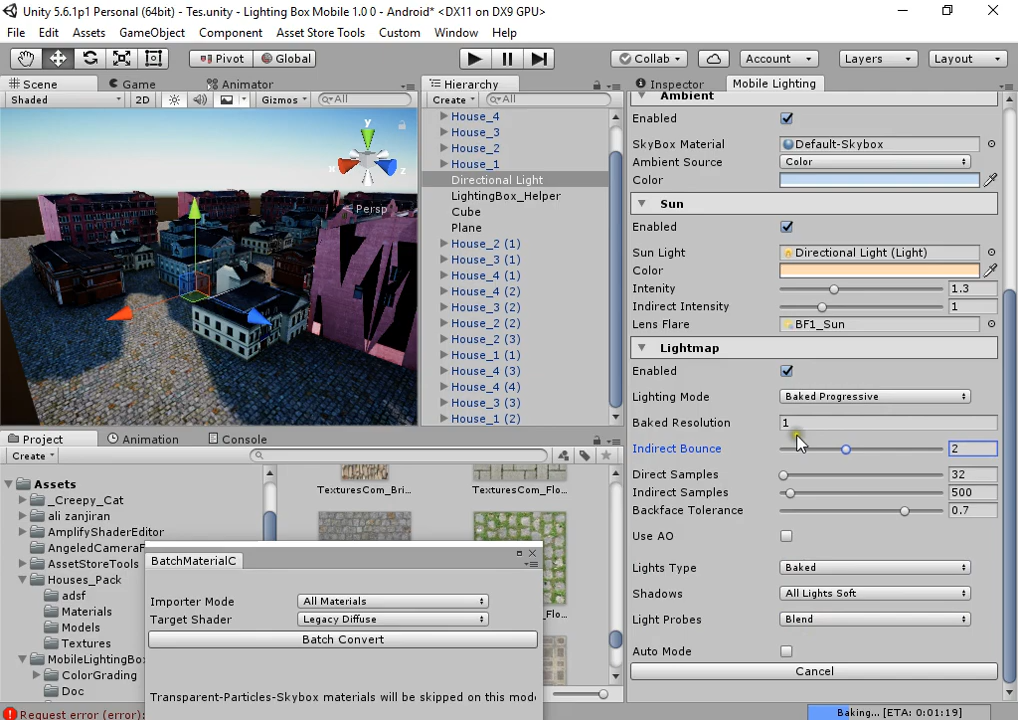 Unity 5.6.1p1 Personal (64bit) - Tes.unity - Lighting Box Mobile 1.0 0 - Android* <DX11 on DX9 GPU>
File Edit Assets GameObject Component Asset Store Tools Custom Window Help
Pivot Global Collab Account Layers Layout
Scene Game Animator
Shaded 2D Gizmos All
y
x
z
Persp
Hierarchy
Create All
House_4
House_3
House_2
House_1
Directional Light
LightingBox_Helper
Cube
Plane
House_2 (1)
House_3 (1)
House_4 (1)
House_4 (2)
House_3 (2)
House_2 (2)
House_2 (3)
House_1 (1)
House_4 (3)
House_4 (4)
House_3 (3)
House_1 (2)
Inspector Mobile Lighting
Ambient
Enabled
SkyBox Material Default-Skybox
Ambient Source Color
Color
Sun
Enabled
Sun Light Directional Light (Light)
Color
Intenity 1.3
Indirect Intensity 1
Lens Flare BF1_Sun
Lightmap
Enabled
Lighting Mode Baked Progressive
Baked Resolution 1
Indirect Bounce 2
Direct Samples 32
Indirect Samples 500
Backface Tolerance 0.7
Use AO
Lights Type Baked
Shadows All Lights Soft
Light Probes Blend
Auto Mode
Cancel
Project Animation Console
Create
Assets
_Creepy_Cat
ali zanjiran
AmplifyShaderEditor
AngeledCameraF
AssetStoreTools
Houses_Pack
adsf
Materials
Models
Textures
MobileLightingBo
ColorGrading
Doc
TexturesCom_Bri...
TexturesCom_Flo...
_Flo...
BatchMaterialC
Importer Mode All Materials
Target Shader Legacy Diffuse
Batch Convert
Transparent-Particles-Skybox materials will be skipped on this mod
Request error (error):
Baking... [ETA: 0:01:19]